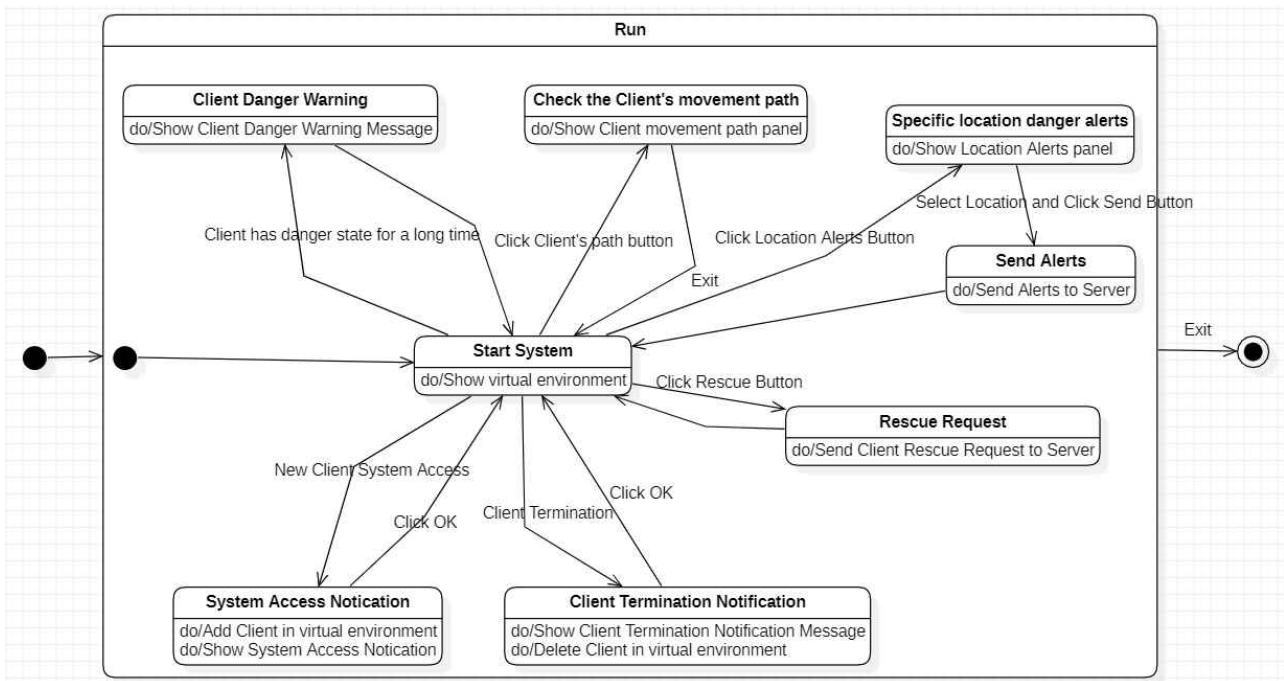 Run
Client Danger Warning
do/Show Client Danger Warning Message
Check the Client's movement path
do/Show Client movement path panel
Specific location danger alerts
do/Show Location Alerts panel
Select Location and Click Send Button
Client has danger state for a long time
Click Client's path button
Click Location Alerts Button
Send Alerts
do/Send Alerts to Server
Exit
Exit
Start System
do/Show virtual environment
Click Rescue Button
Rescue Request
do/Send Client Rescue Request to Server
New Client System Access
Click OK
Client Termination
Click OK
System Access Notication
do/Add Client in virtual environment
do/Show System Access Notication
Client Termination Notification
do/Show Client Termination Notification Message
do/Delete Client in virtual environment